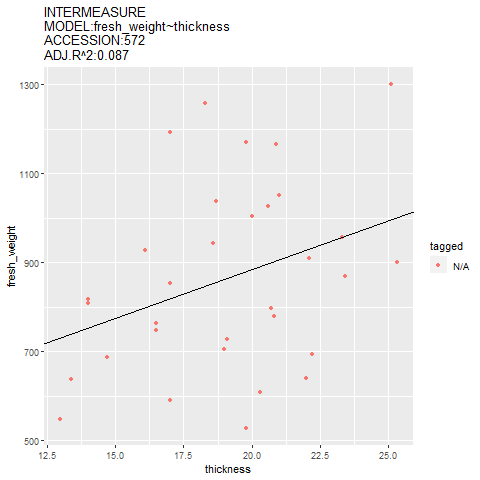 INTERMEASURE
MODEL:fresh_weight~thickness
ACCESSION:572
ADJ.R^2:0.087
1300
1100
900
700
500
fresh_weight
12.5 15.0 17.5 20.0 22.5 25.0
thickness
tagged
N/A